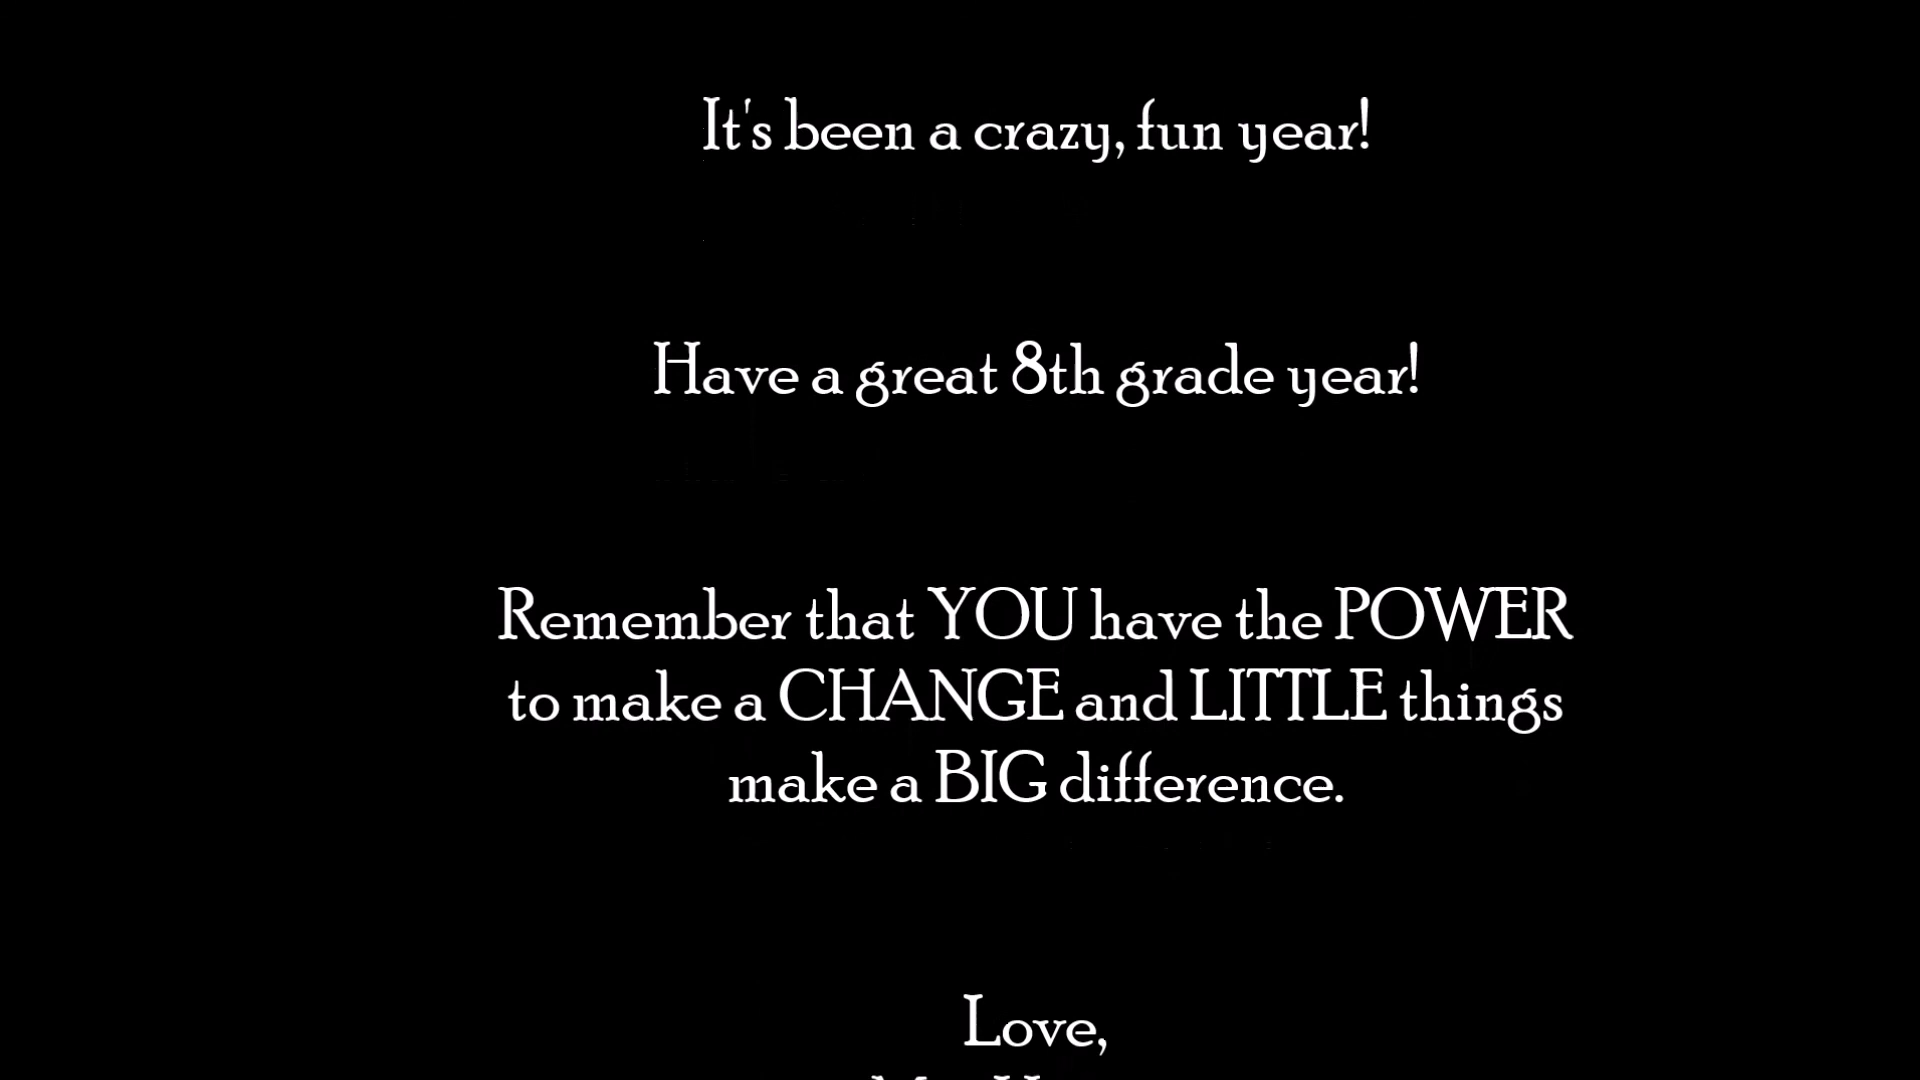 It's been a crazy, fun year!
Have a great 8th grade year!
Remember that YOU have the POWER
to make a CHANGE and LITTLE things
make a BIG difference.
Love,